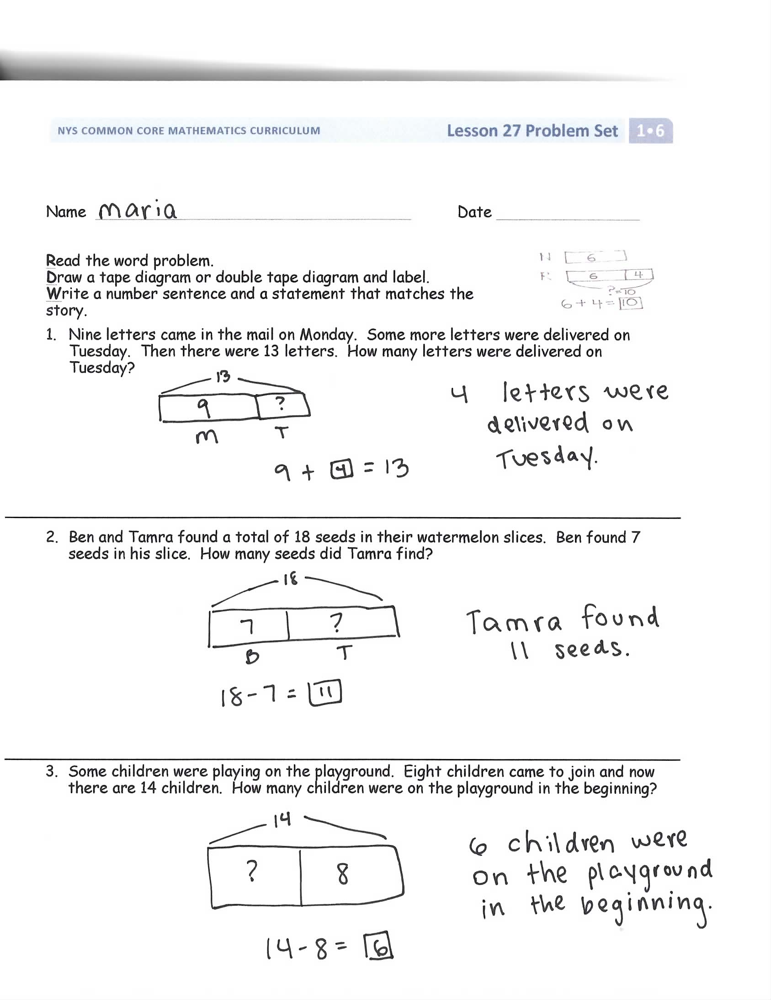 NYS COMMON CORE MATHEMATICS CURRICULUM Lesson 27 Problem Set 1•6
Name maria Date
N 6
Read the word problem.
R 6 4
Draw a tape diagram or double tape diagram and label.
?=10
Write a number sentence and a statement that matches the
6 + 4 = 10
story.
1. Nine letters came in the mail on Monday. Some more letters were delivered on
Tuesday. Then there were 13 letters. How many letters were delivered on
Tuesday?
13
9 ?
M T
9 + 4 = 13
4 letters were
delivered on
Tuesday.
2. Ben and Tamra found a total of 18 seeds in their watermelon slices. Ben found 7
seeds in his slice. How many seeds did Tamra find?
18
7 ?
B T
18 - 7 = 11
Tamra found
11 seeds.
3. Some children were playing on the playground. Eight children came to join and now
there are 14 children. How many children were on the playground in the beginning?
14
? 8
14 - 8 = 6
6 children were
on the playground
in the beginning.